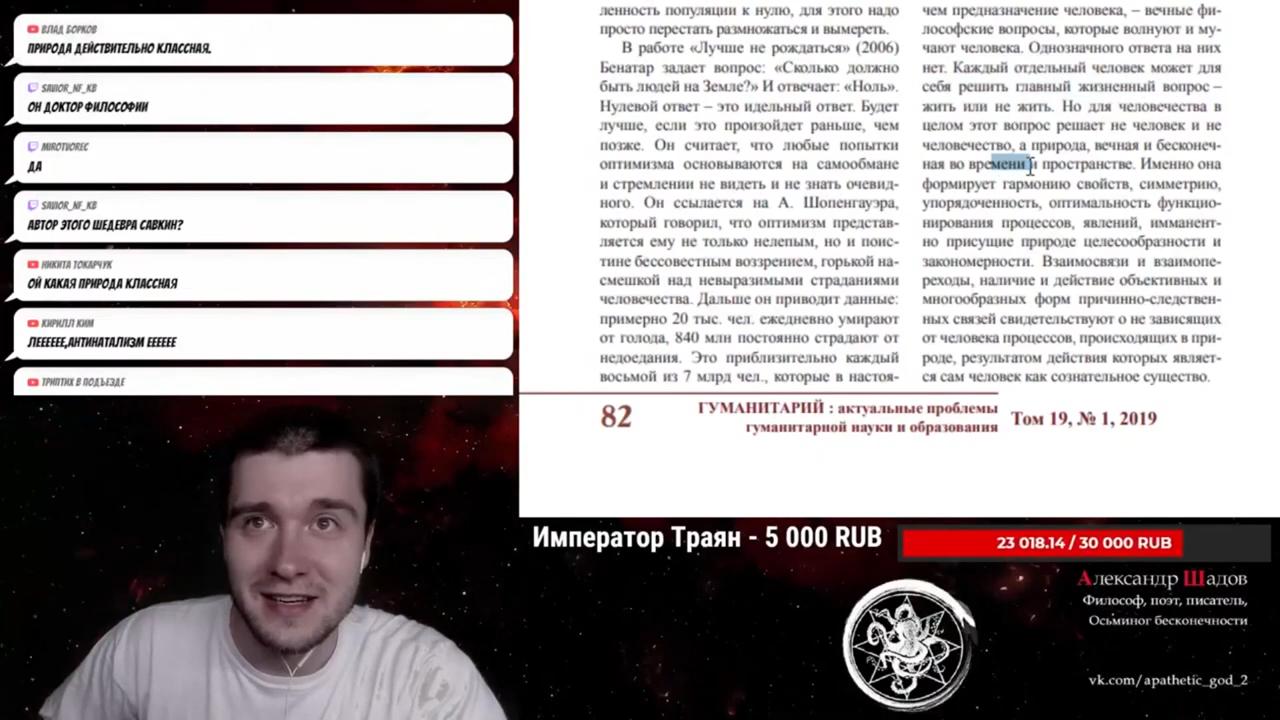 ВЛАД БОРКОВ
ПРИРОДА ДЕЙСТВИТЕЛЬНО КЛАССНАЯ.
SAVIOR_NF_KB
ОН ДОКТОР ФИЛОСОФИИ
MIROTVOREC
ДА
SAVIOR_NF_KB
АВТОР ЭТОГО ШЕДЕВРА САВКИН?
НИКИТА ТОКАРЧУК
ОЙ КАКАЯ ПРИРОДА КЛАССНАЯ
КИРИЛЛ КИМ
ЛЕЕЕЕЕЕ,АНТИНАТАЛИЗМ ЕЕЕЕЕЕ
ТРИПТИХ В ПОДЪЕЗДЕ
ленность популяции к нулю, для этого надо
просто перестать размножаться и вымереть.
В работе «Лучше не рождаться» (2006)
Бенатар задает вопрос: «Сколько должно
быть людей на Земле?» И отвечает: «Ноль».
Нулевой ответ – это идельный ответ. Будет
лучше, если это произойдет раньше, чем
позже. Он считает, что любые попытки
оптимизма основываются на самообмане
и стремлении не видеть и не знать очевид-
ного. Он ссылается на А. Шопенгауэра,
который говорил, что оптимизм представ-
ляется ему не только нелепым, но и поис-
тине бессовестным воззрением, горькой на-
смешкой над невыразимыми страданиями
человечества. Дальше он приводит данные:
примерно 20 тыс. чел. ежедневно умирают
от голода, 840 млн постоянно страдают от
недоедания. Это приблизительно каждый
восьмой из 7 млрд чел., которые в настоя-
чем предназначение человека, – вечные фи-
лософские вопросы, которые волнуют и му-
чают человека. Однозначного ответа на них
нет. Каждый отдельный человек может для
себя решить главный жизненный вопрос –
жить или не жить. Но для человечества в
целом этот вопрос решает не человек и не
человечество, а природа, вечная и бесконеч-
ная во времени и пространстве. Именно она
формирует гармонию свойств, симметрию,
упорядоченность, оптимальность функцио-
нирования процессов, явлений, имманент-
но присущие природе целесообразности и
закономерности. Взаимосвязи и взаимопе-
реходы, наличие и действие объективных и
многообразных форм причинно-следствен-
ных связей свидетельствуют о не зависящих
от человека процессов, происходящих в при-
роде, результатом действия которых являет-
ся сам человек как сознательное существо.
82
ГУМАНИТАРИЙ : актуальные проблемы
гуманитарной науки и образования
Том 19, № 1, 2019
Император Траян - 5 000 RUB
23 018.14 / 30 000 RUB
Александр Шадов
Философ, поэт, писатель,
Осьминог бесконечности
vk.com/apathetic_god_2